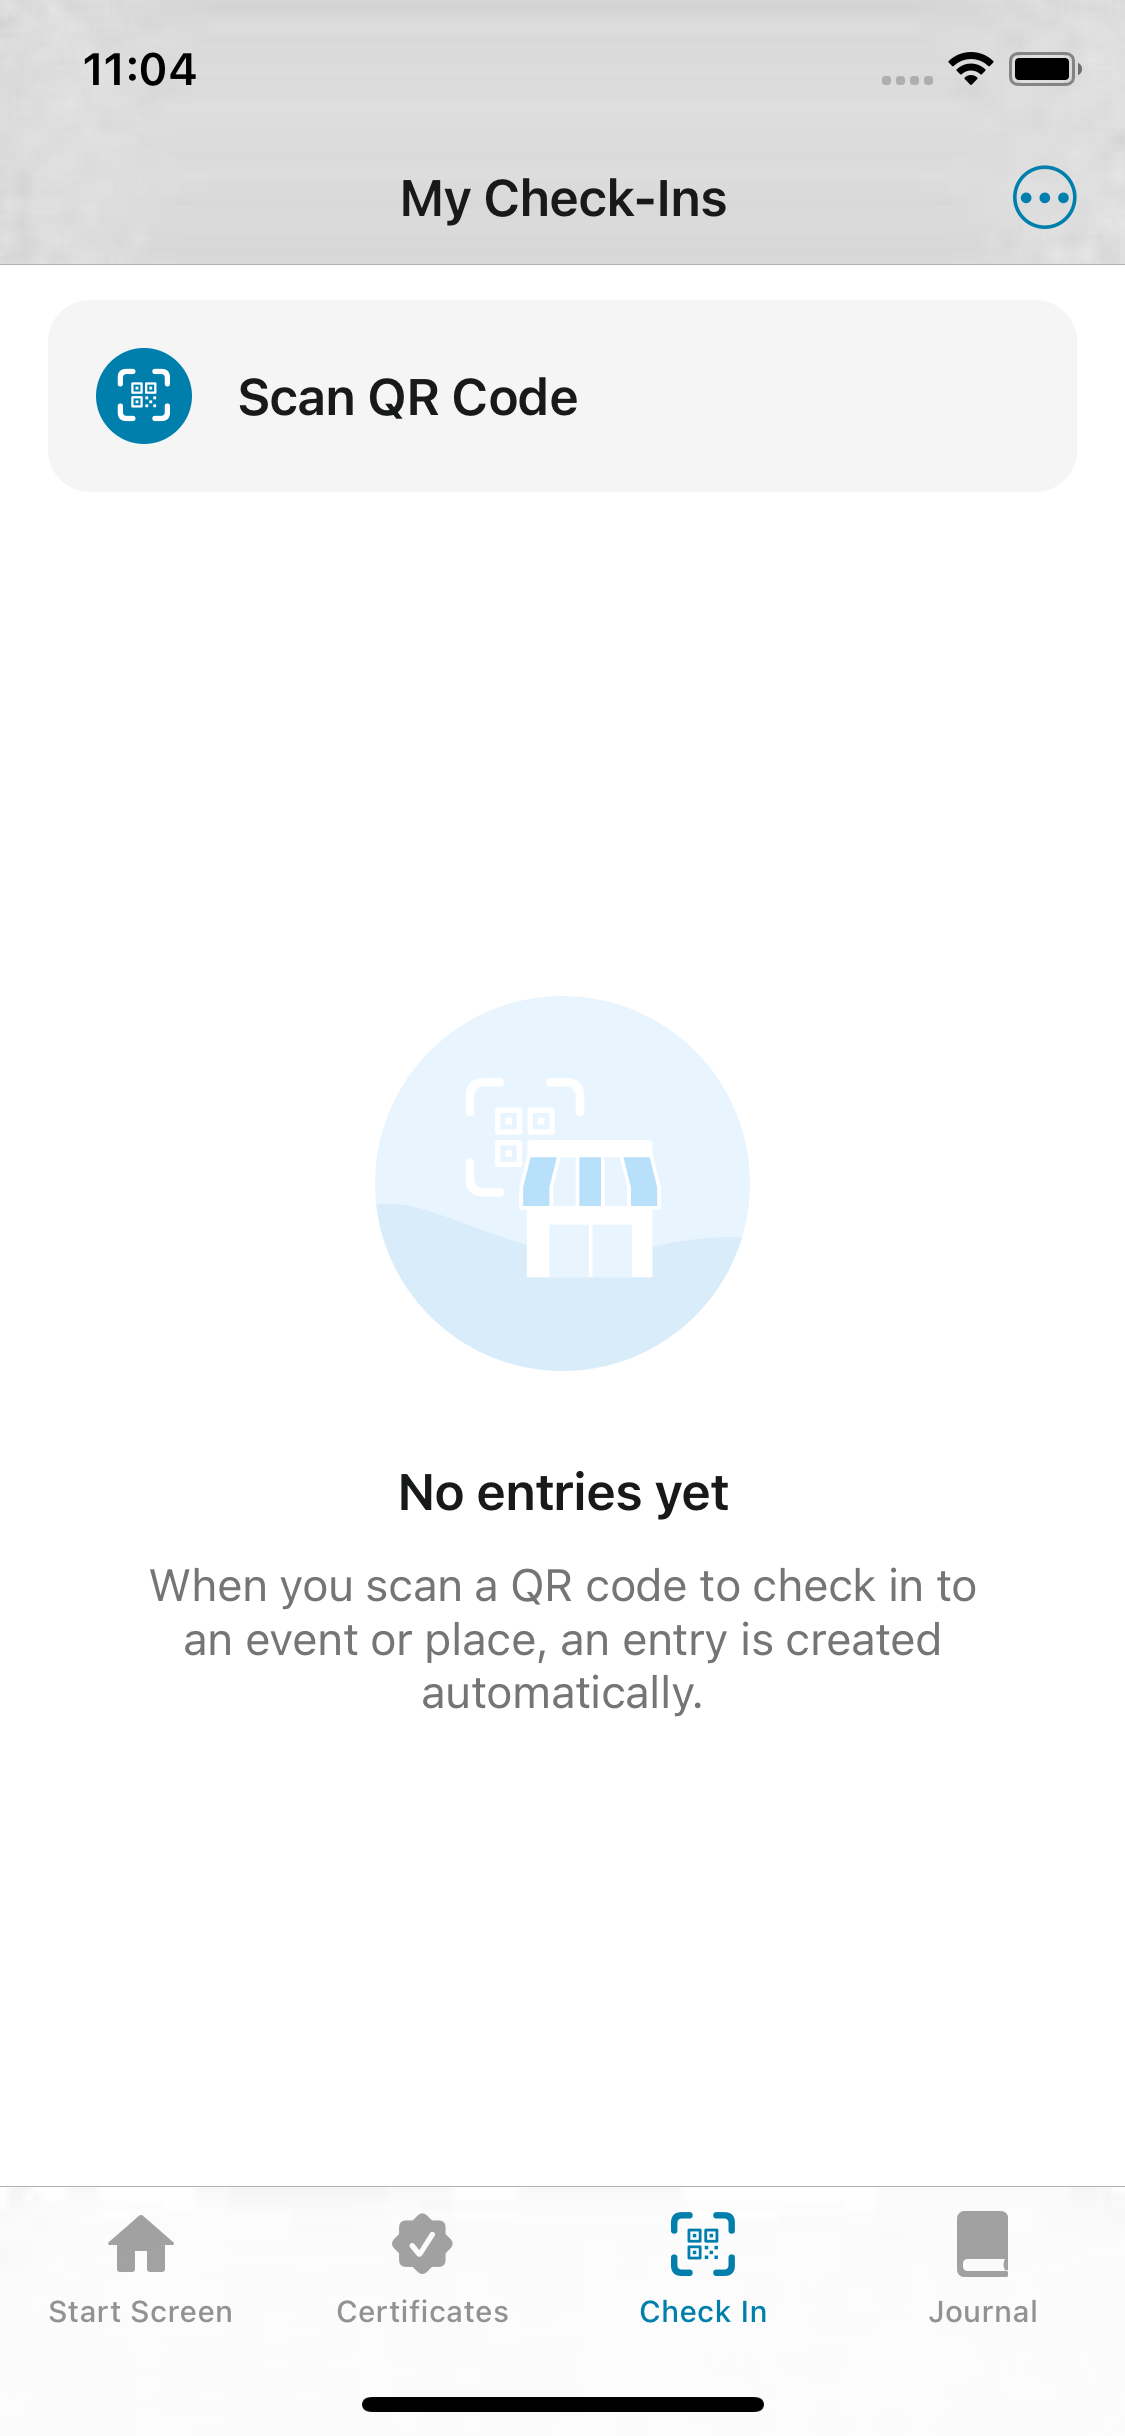 11:04
My Check-Ins
Scan QR Code
No entries yet
When you scan a QR code to check in to
an event or place, an entry is created
automatically.
Start Screen
Certificates
Check In
Journal